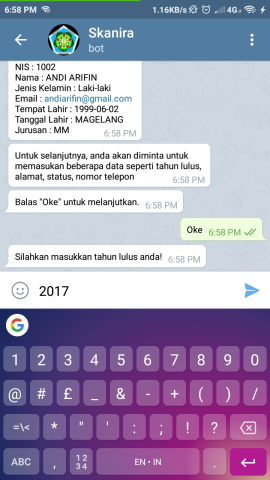 6:58 PM 1.16KB/s 4G
Skanira
bot
NIS : 1002
Nama : ANDI ARIFIN
Jenis Kelamin : Laki-laki
Email : andiarifin@gmail.com
Tempat Lahir : 1999-06-02
Tanggal Lahir : MAGELANG
Jurusan : MM
6:58 PM
Untuk selanjutnya, anda akan diminta untuk
memasukan beberapa data seperti tahun lulus,
alamat, status, nomor telepon
6:58 PM
Balas "Oke" untuk melanjutkan. 6:58 PM
Oke 6:58 PM
Silahkan masukkan tahun lulus anda! 6:58 PM
2017
G
1 2 3 4 5 6 7 8 9 0
@ # £ _ & - + ( ) /
=\< * " ' : ; ! ?
ABC , 12 34 EN • IN .